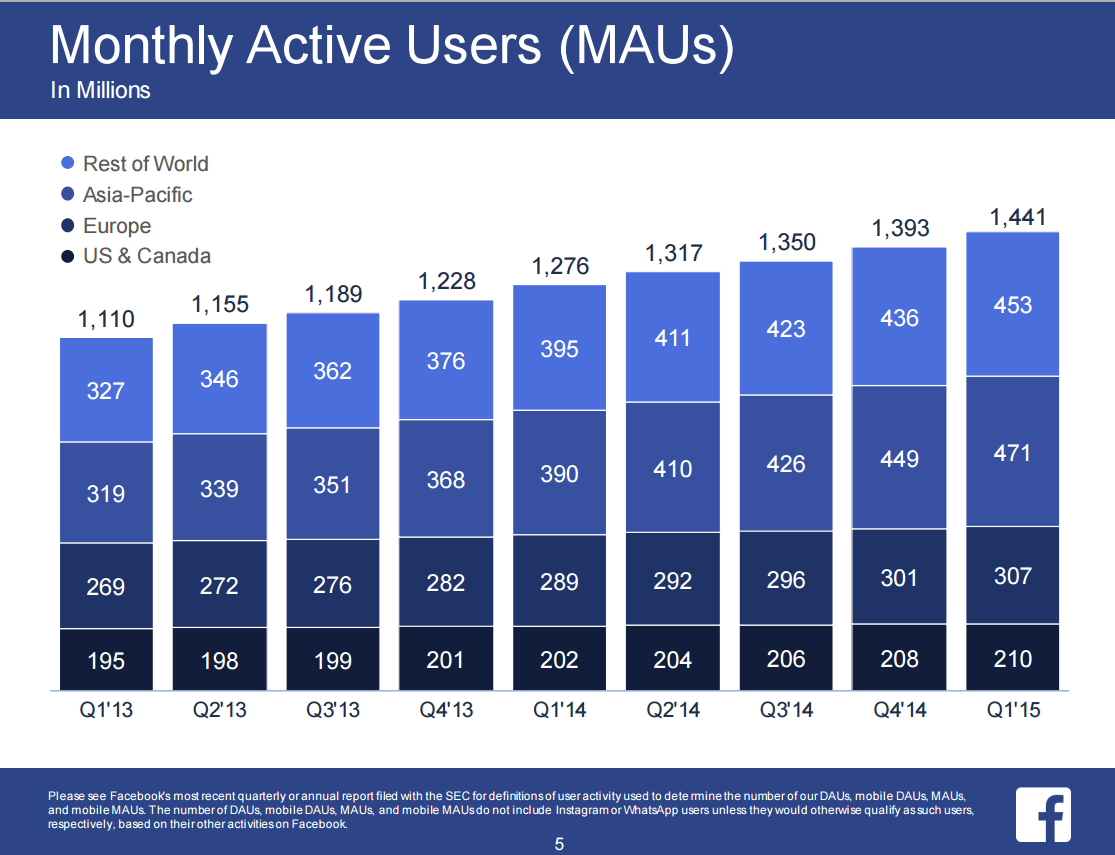 Monthly Active Users (MAUs)
In Millions
Rest of World
Asia-Pacific
Europe
US & Canada
1,110 1,155 1,189 1,228 1,276 1,317 1,350 1,393 1,441
327 346 362 376 395 411 423 436 453
319 339 351 368 390 410 426 449 471
269 272 276 282 289 292 296 301 307
195 198 199 201 202 204 206 208 210
Q1'13 Q2'13 Q3'13 Q4'13 Q1'14 Q2'14 Q3'14 Q4'14 Q1'15
Please see Facebook's most recent quarterly or annual report filed with the SEC for definitions of user activity used to determine the number of our DAUs, mobile DAUs, MAUs,
and mobile MAUs. The number of DAUs, mobile DAUs, MAUs, and mobile MAUs do not include Instagram or WhatsApp users unless they would otherwise qualify as such users,
respectively, based on their other activities on Facebook.
f
5